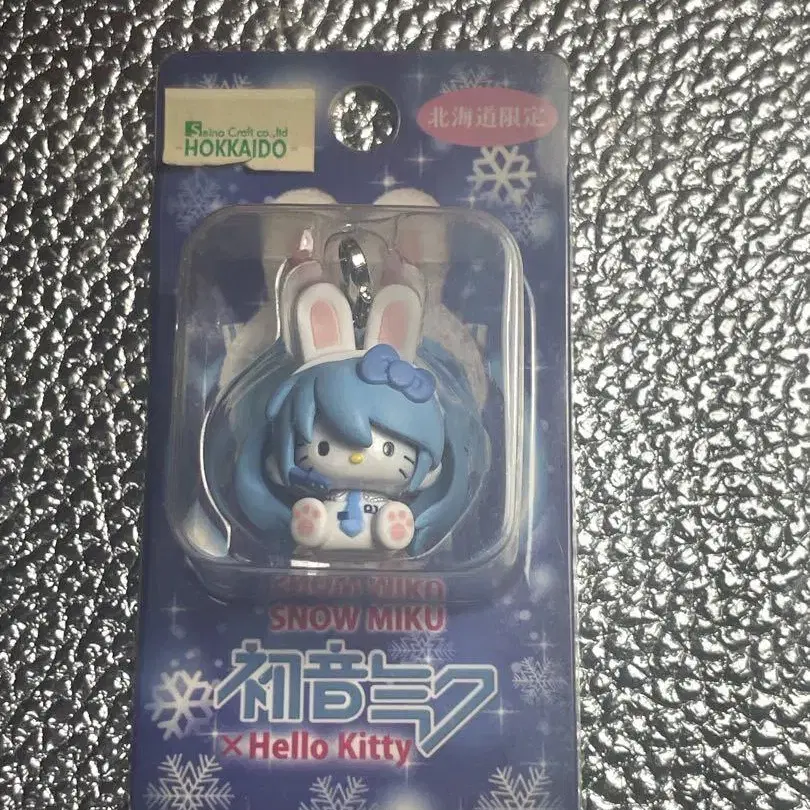 Seino Craft co.,ltd
HOKKAIDO
北海道限定
SNOW MIKU
初音ミク
×Hello Kitty